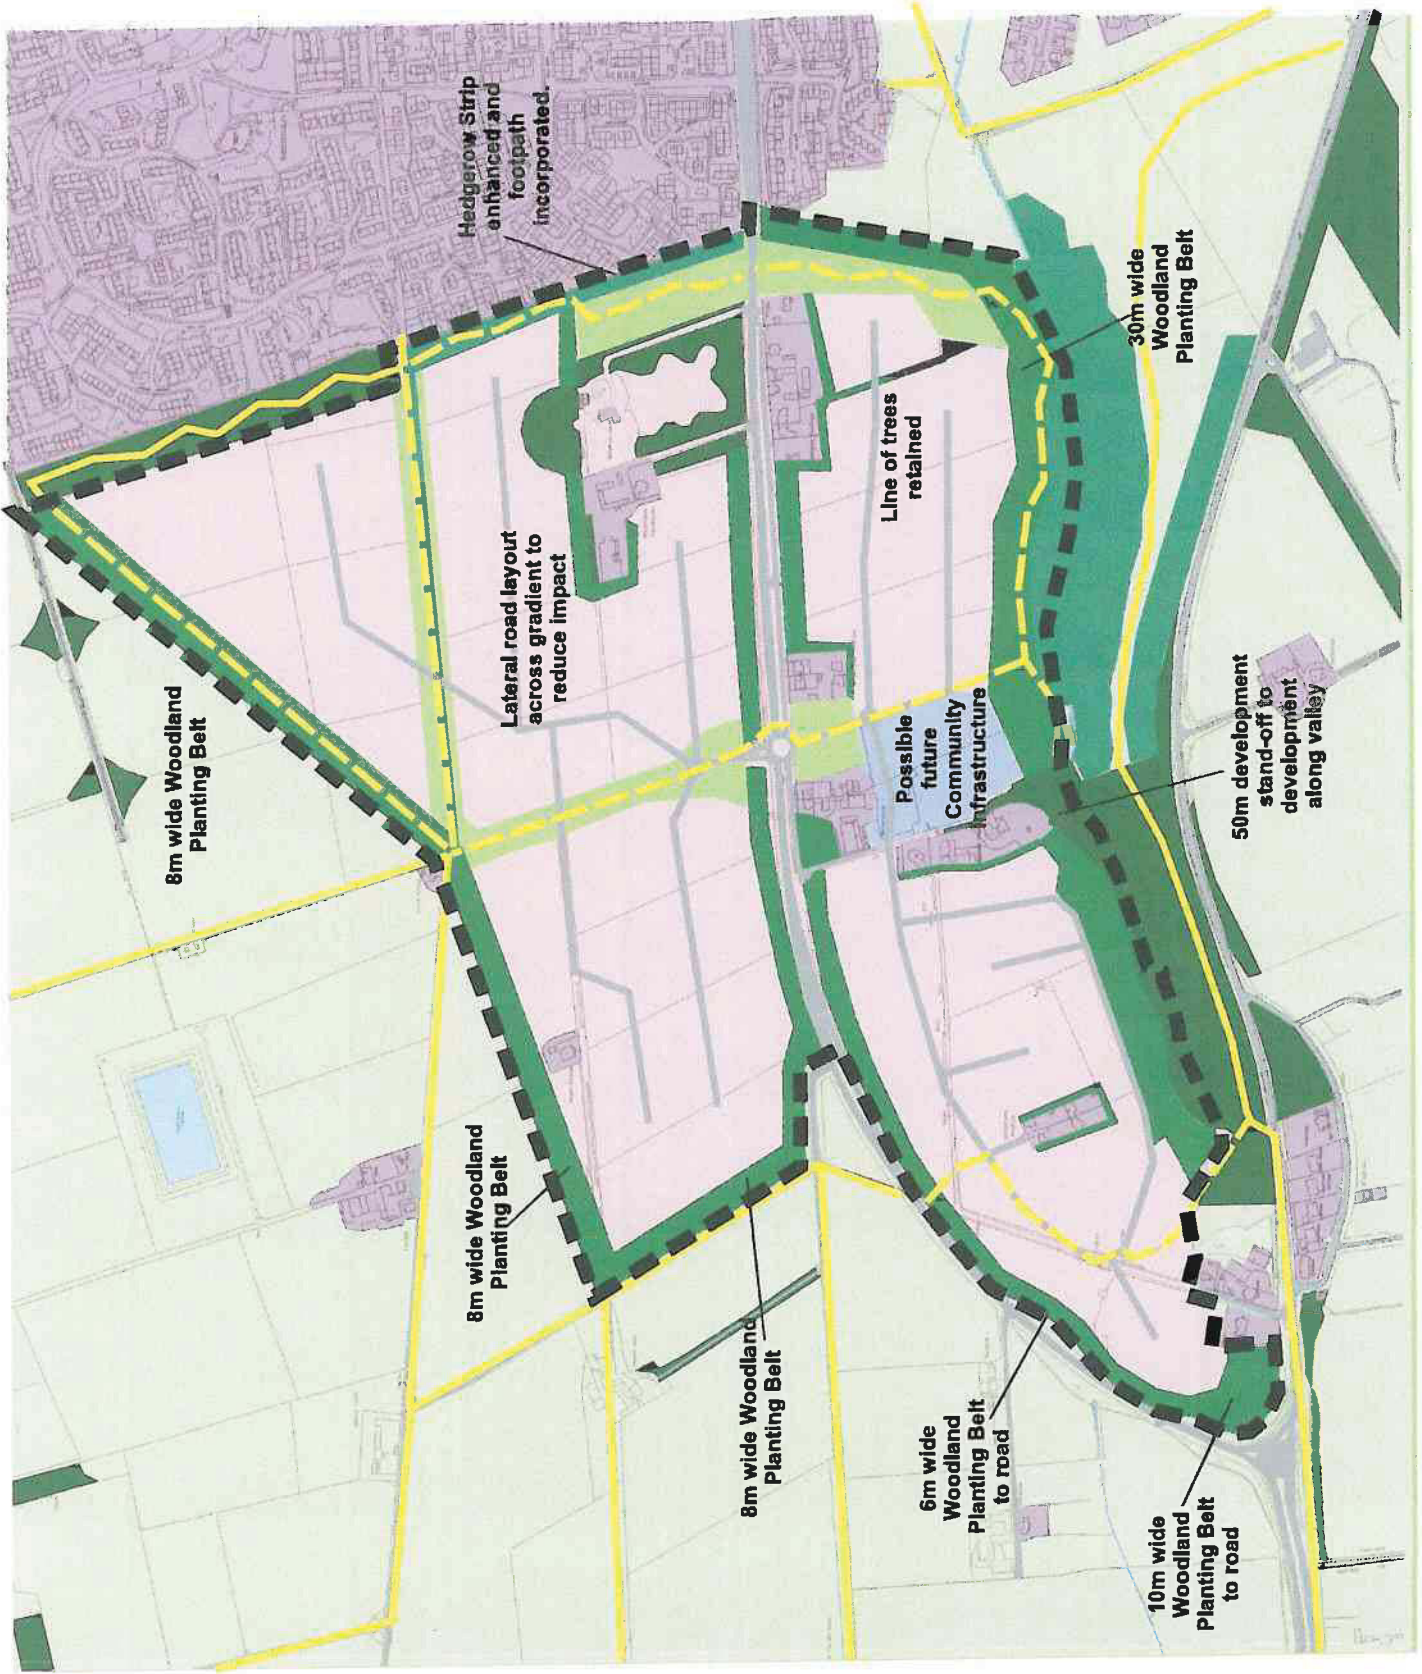 Hedgerow Strip
enhanced and
footpath
incorporated.
8m wide Woodland
Planting Belt
Lateral road layout
across gradient to
reduce impact
Line of trees
retained
30m wide
Woodland
Planting Belt
Possible
future
Community
Infrastructure
50m development
stand-off to
development
along valley
8m wide Woodland
Planting Belt
8m wide Woodland
Planting Belt
6m wide
Woodland
Planting Belt
to road
10m wide
Woodland
Planting Belt
to road